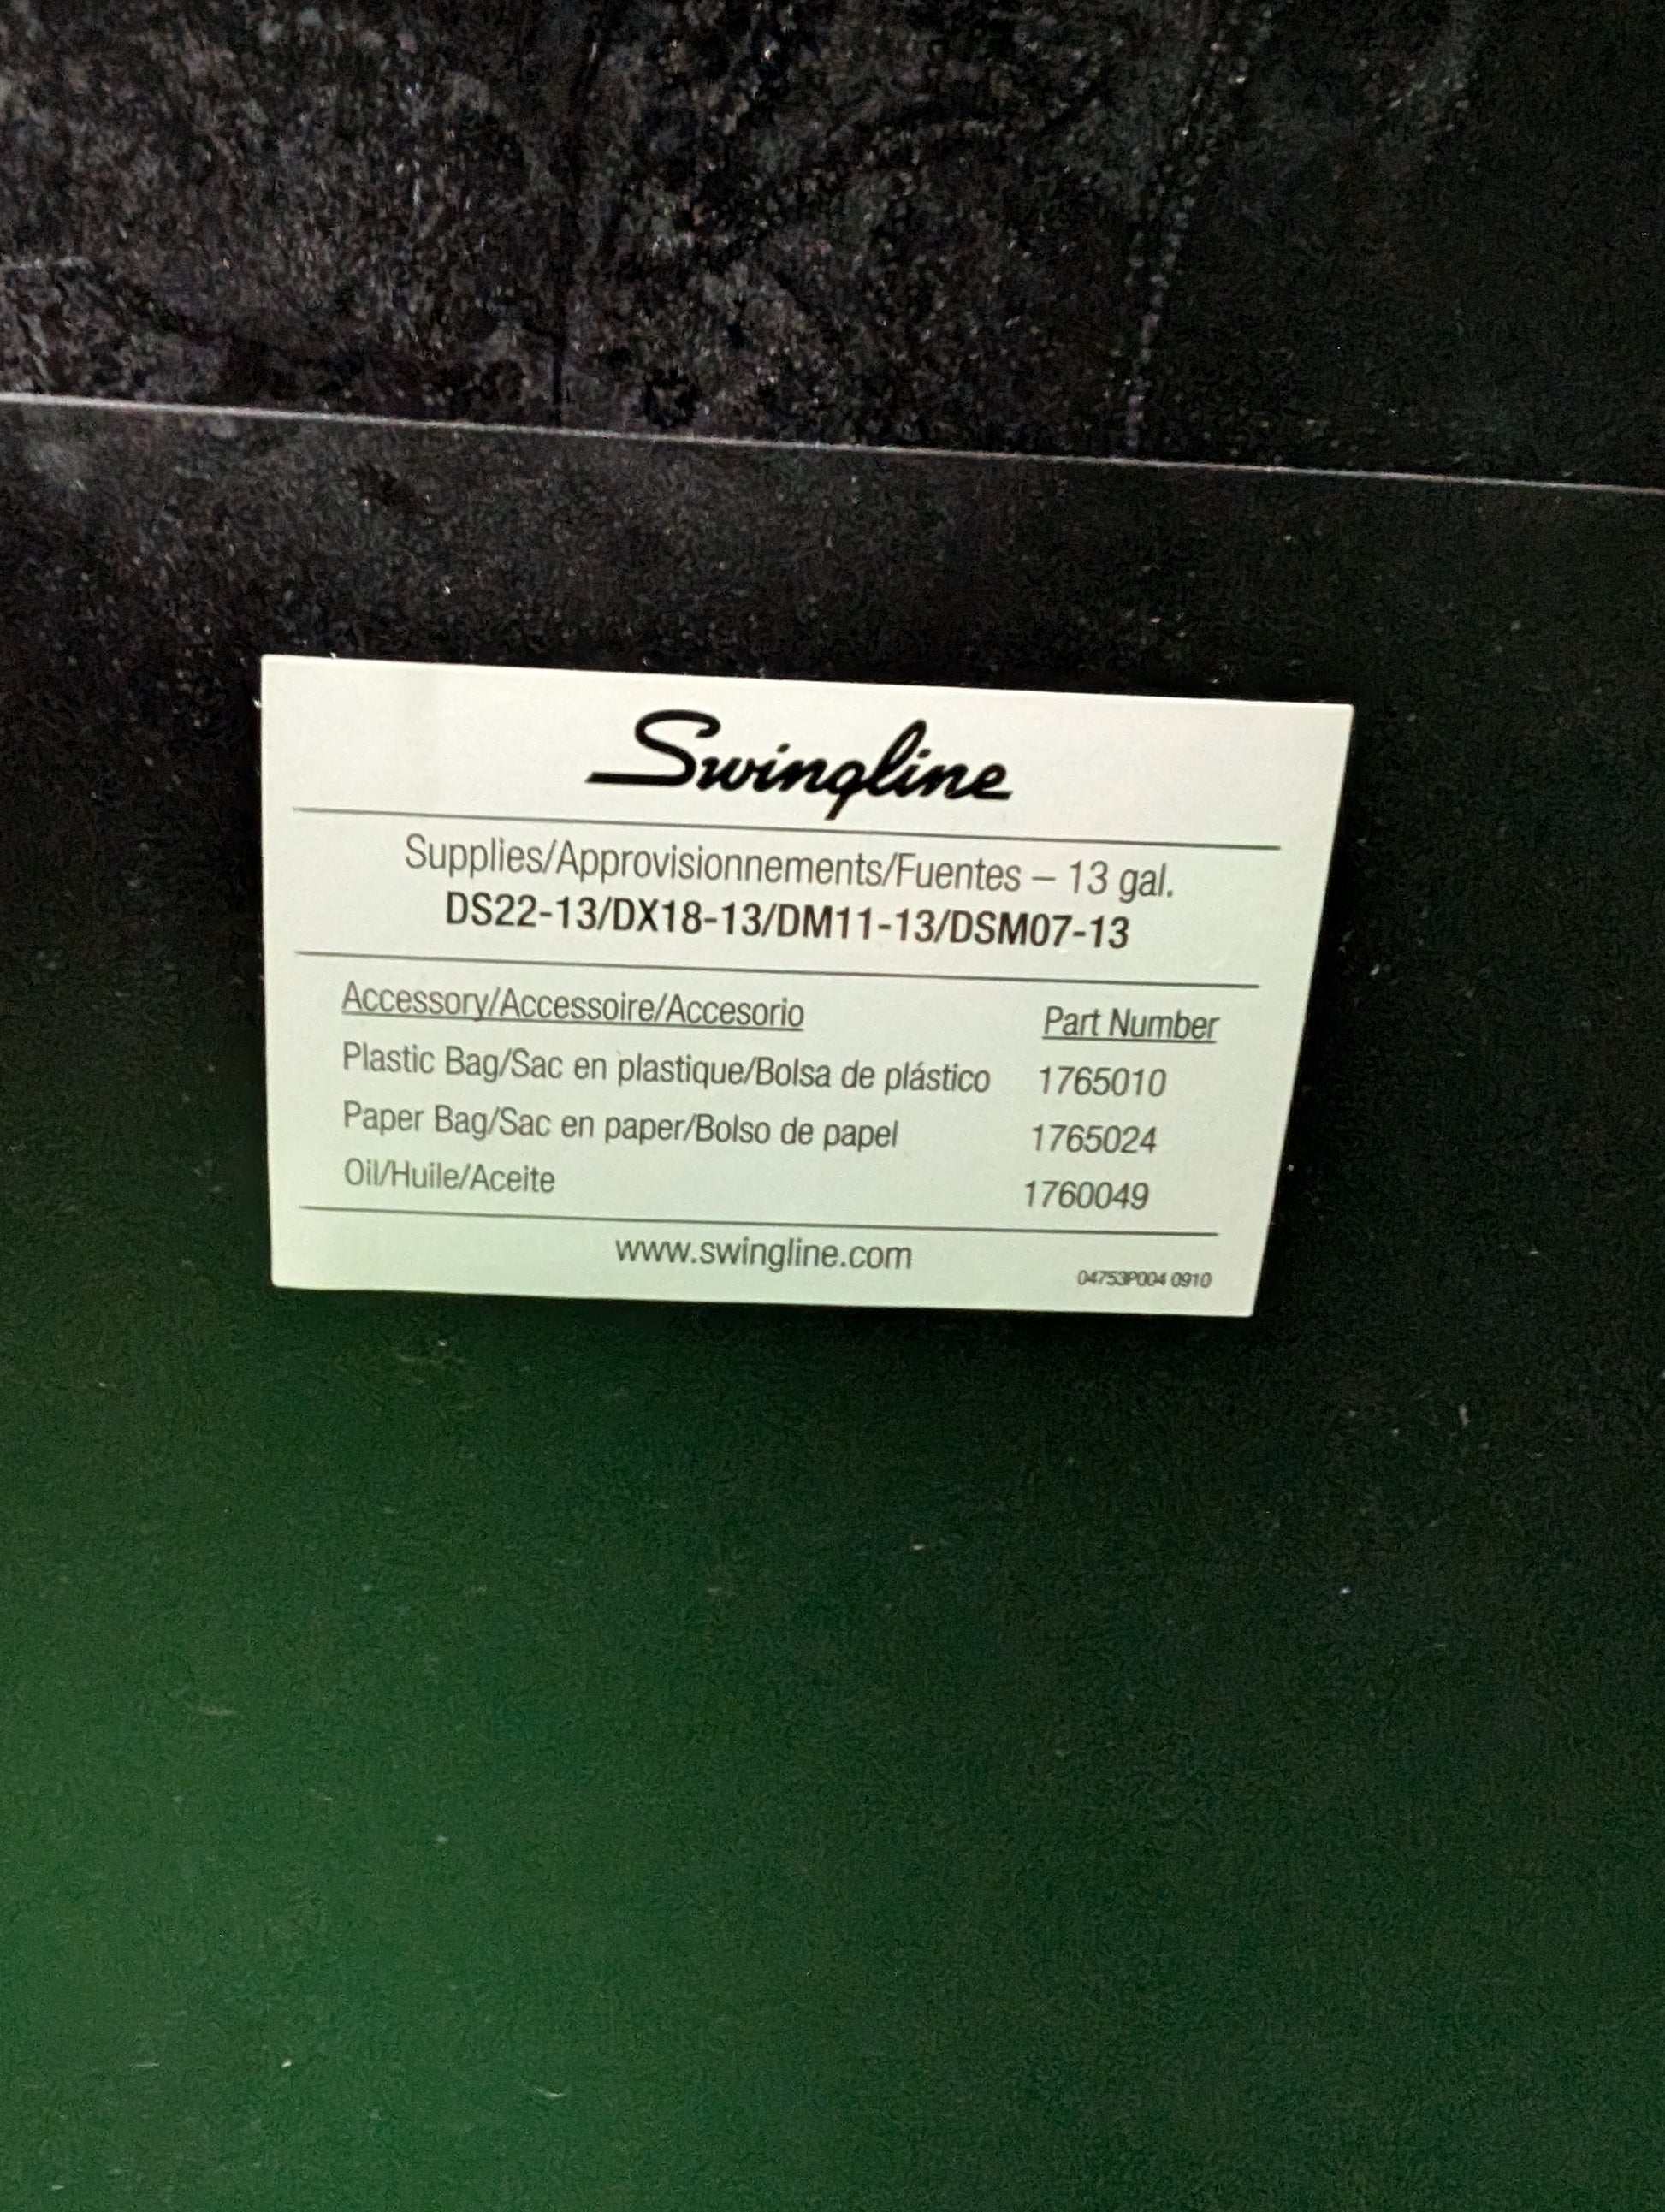 Swingline
Supplies/Approvisionnements/Fuentes – 13 gal.
DS22-13/DX18-13/DM11-13/DSM07-13
Accessory/Accessoire/Accesorio Part Number
Plastic Bag/Sac en plastique/Bolsa de plástico 1765010
Paper Bag/Sac en paper/Bolso de papel 1765024
Oil/Huile/Aceite 1760049
www.swingline.com
04753P004 0910